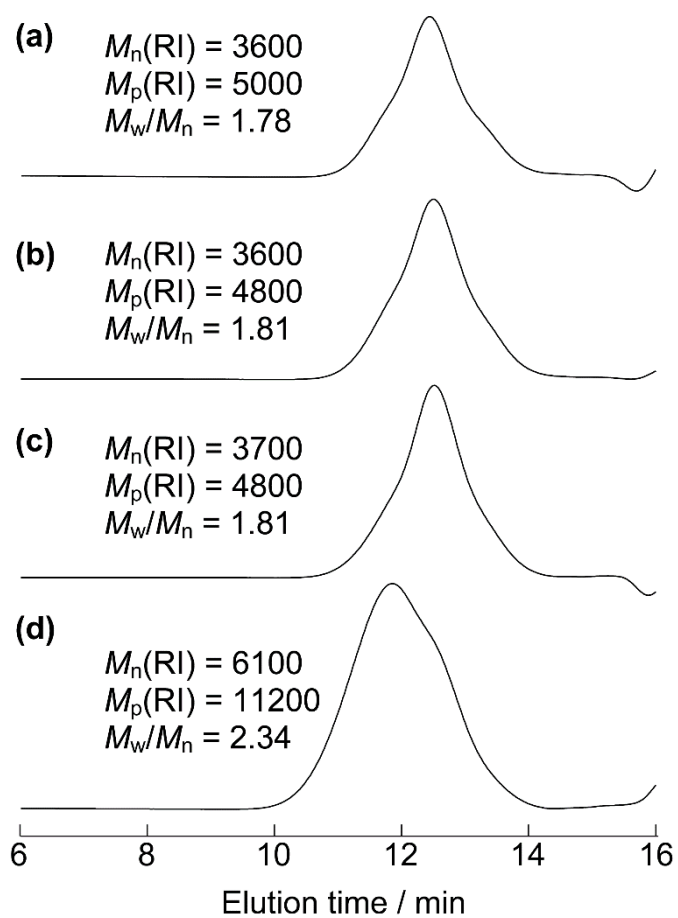 (a)
Mn(RI) = 3600
Mp(RI) = 5000
Mw/Mn = 1.78
(b)
Mn(RI) = 3600
Mp(RI) = 4800
Mw/Mn = 1.81
(c)
Mn(RI) = 3700
Mp(RI) = 4800
Mw/Mn = 1.81
(d)
Mn(RI) = 6100
Mp(RI) = 11200
Mw/Mn = 2.34
6 8 10 12 14 16
Elution time / min